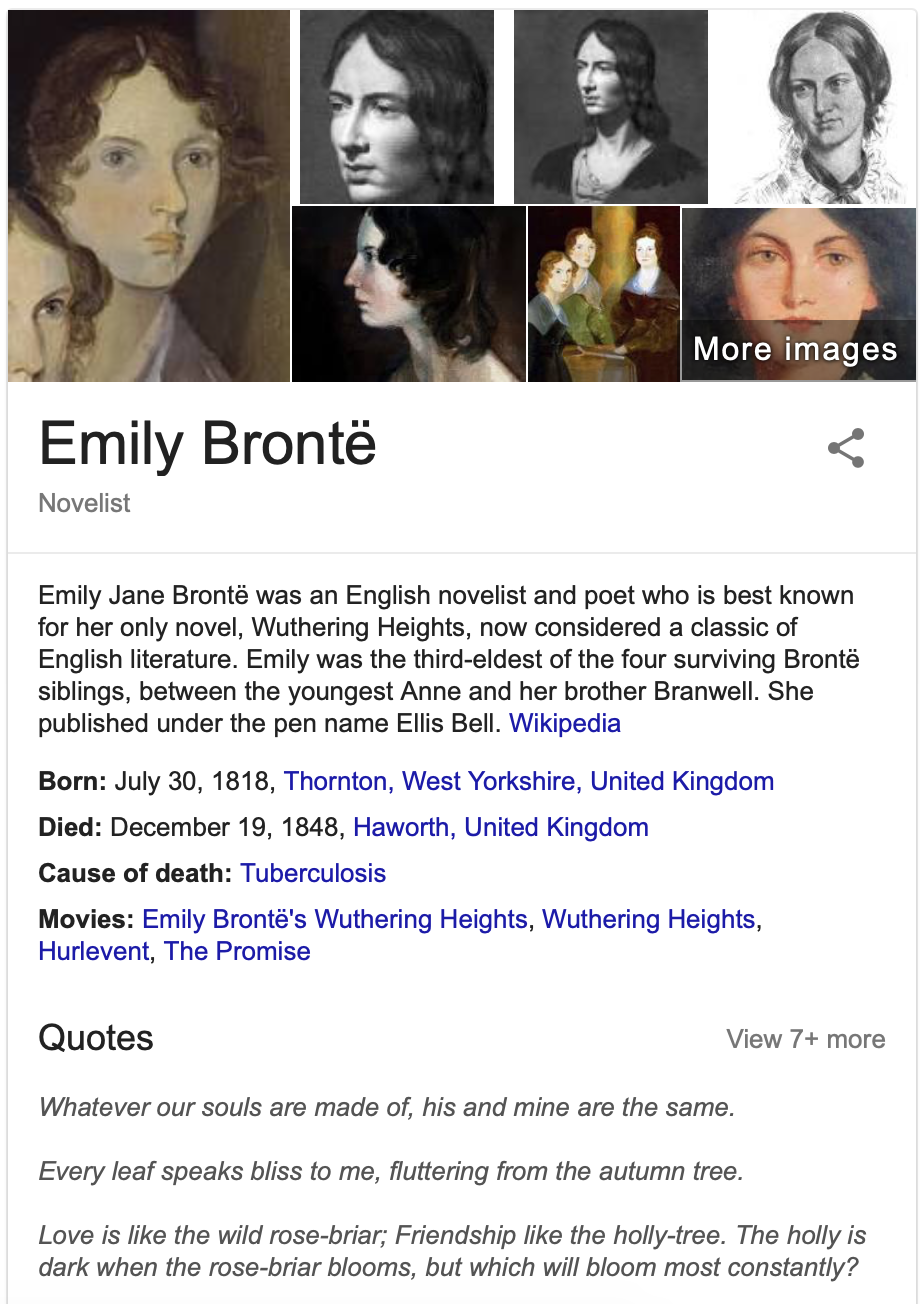 More images
Emily Brontë
Novelist
Emily Jane Brontë was an English novelist and poet who is best known
for her only novel, Wuthering Heights, now considered a classic of
English literature. Emily was the third-eldest of the four surviving Brontë
siblings, between the youngest Anne and her brother Branwell. She
published under the pen name Ellis Bell. Wikipedia
Born: July 30, 1818, Thornton, West Yorkshire, United Kingdom
Died: December 19, 1848, Haworth, United Kingdom
Cause of death: Tuberculosis
Movies: Emily Brontë's Wuthering Heights, Wuthering Heights,
Hurlevent, The Promise
Quotes View 7+ more
Whatever our souls are made of, his and mine are the same.
Every leaf speaks bliss to me, fluttering from the autumn tree.
Love is like the wild rose-briar; Friendship like the holly-tree. The holly is
dark when the rose-briar blooms, but which will bloom most constantly?